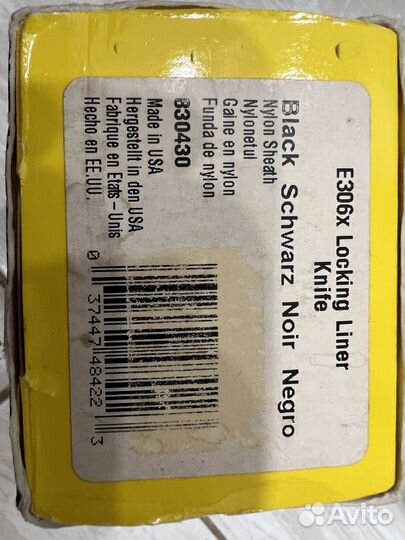 E306x Locking Liner
Knife
Black Schwarz Noir Negro
Nylon Sheath
Nylonetui
Gaine en nylon
Funda de nylon
830430
Made in USA
Hergestellt in den USA
Fabrique en Etats-Unis
Hecho en EE.UU.
0 37447 48422 3
Avito